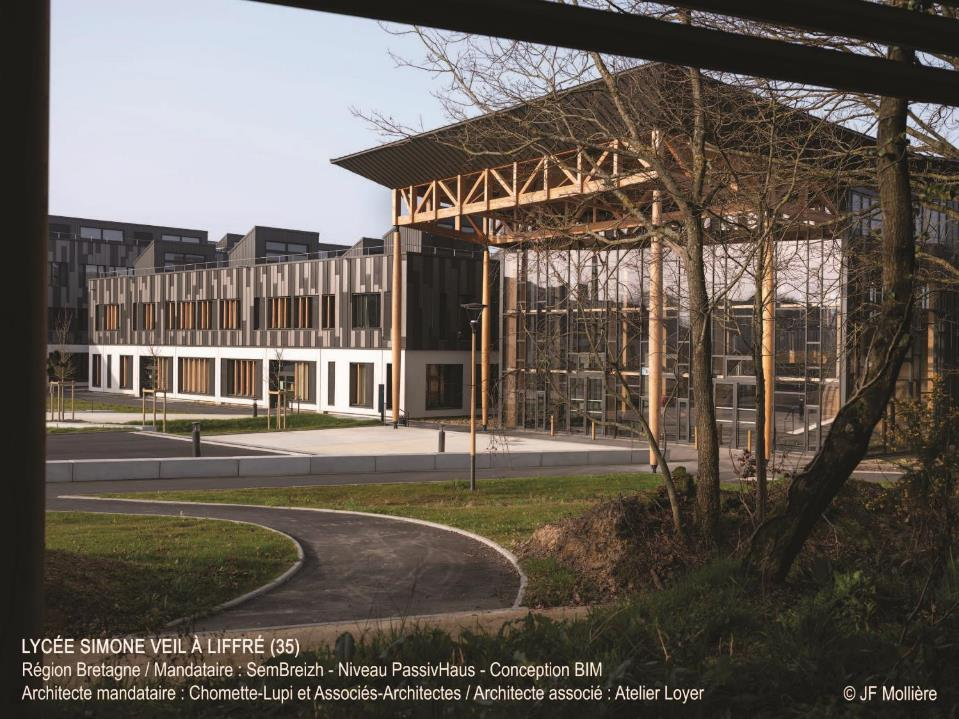 LYCÉE SIMONE VEIL À LIFFRÉ (35)
Région Bretagne / Mandataire : SemBreizh - Niveau PassivHaus - Conception BIM
Architecte mandataire : Chomette-Lupi et Associés-Architectes / Architecte associé : Atelier Loyer
© JF Mollière